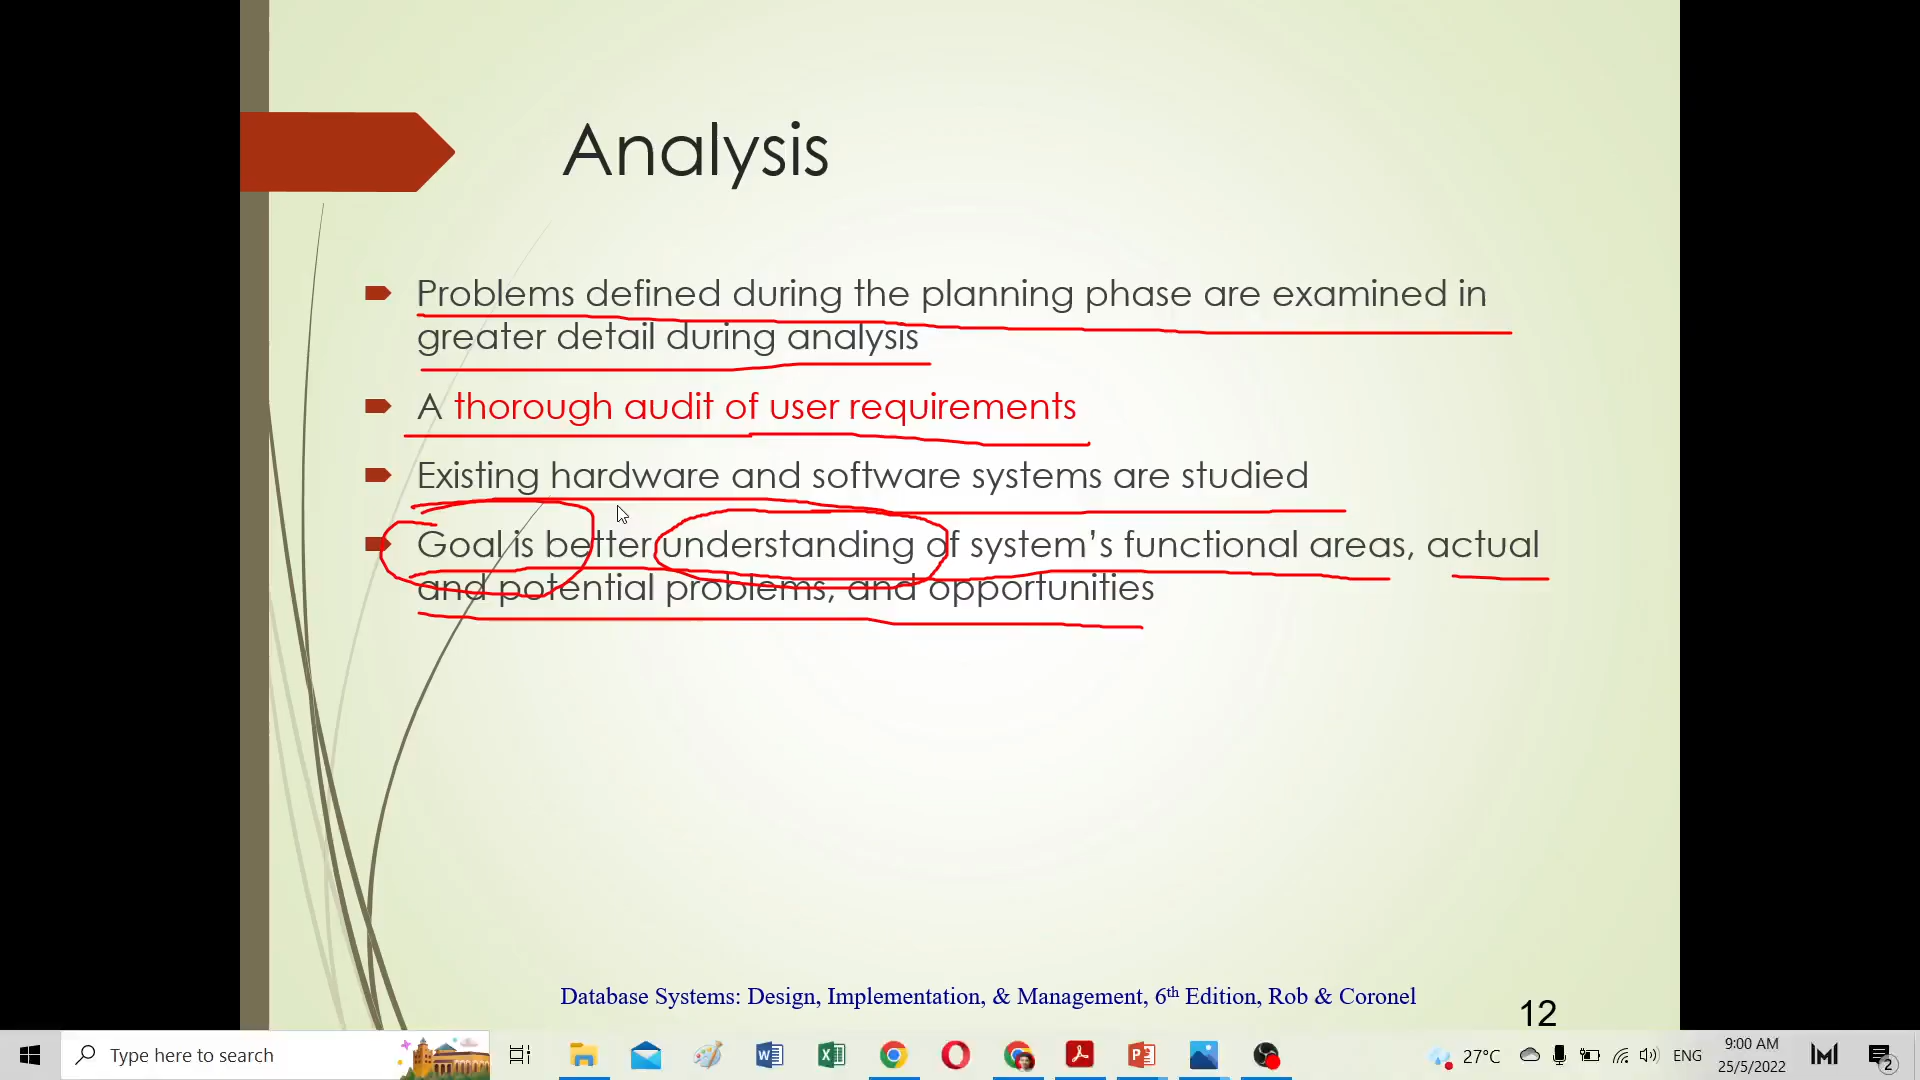 Analysis
Problems defined during the planning phase are examined in
greater detail during analysis
A thorough audit of user requirements
Existing hardware and software systems are studied
Goal is better understanding of system's functional areas, actual
and potential problems, and opportunities
Database Systems: Design, Implementation, & Management, 6th Edition, Rob & Coronel
12
Type here to search
27°C
ENG
9:00 AM
25/5/2022
2